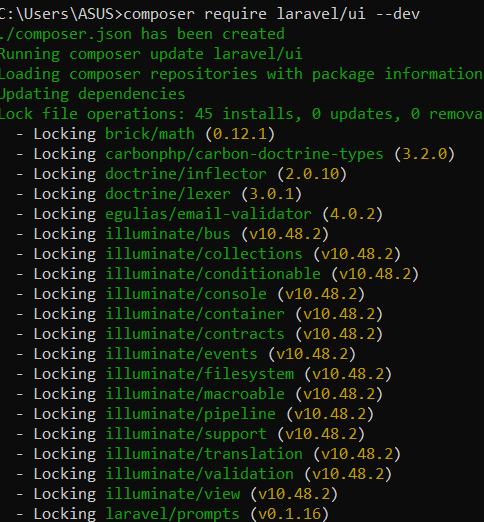 C:\Users\ASUS>composer require laravel/ui --dev
./composer.json has been created
Running composer update laravel/ui
Loading composer repositories with package information
Updating dependencies
Lock file operations: 45 installs, 0 updates, 0 remova
- Locking brick/math (0.12.1)
- Locking carbonphp/carbon-doctrine-types (3.2.0)
- Locking doctrine/inflector (2.0.10)
- Locking doctrine/lexer (3.0.1)
- Locking egulias/email-validator (4.0.2)
- Locking illuminate/bus (v10.48.2)
- Locking illuminate/collections (v10.48.2)
- Locking illuminate/conditionable (v10.48.2)
- Locking illuminate/console (v10.48.2)
- Locking illuminate/container (v10.48.2)
- Locking illuminate/contracts (v10.48.2)
- Locking illuminate/events (v10.48.2)
- Locking illuminate/filesystem (v10.48.2)
- Locking illuminate/macroable (v10.48.2)
- Locking illuminate/pipeline (v10.48.2)
- Locking illuminate/support (v10.48.2)
- Locking illuminate/translation (v10.48.2)
- Locking illuminate/validation (v10.48.2)
- Locking illuminate/view (v10.48.2)
- Locking laravel/prompts (v0.1.16)